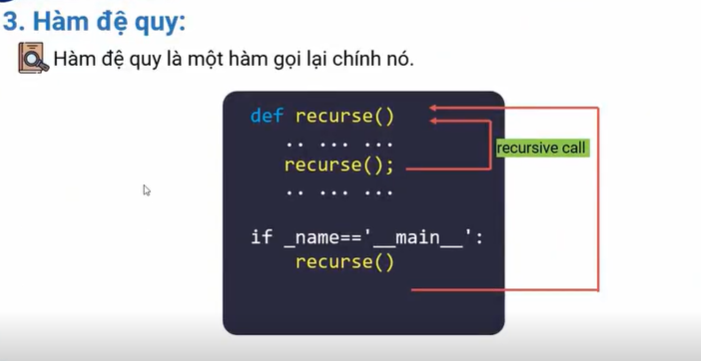 3. Hàm đệ quy:
Hàm đệ quy là một hàm gọi lại chính nó.
def recurse()
.. ... ...
recurse();
.. ... ...
recursive call
if _name=='__main__':
recurse()